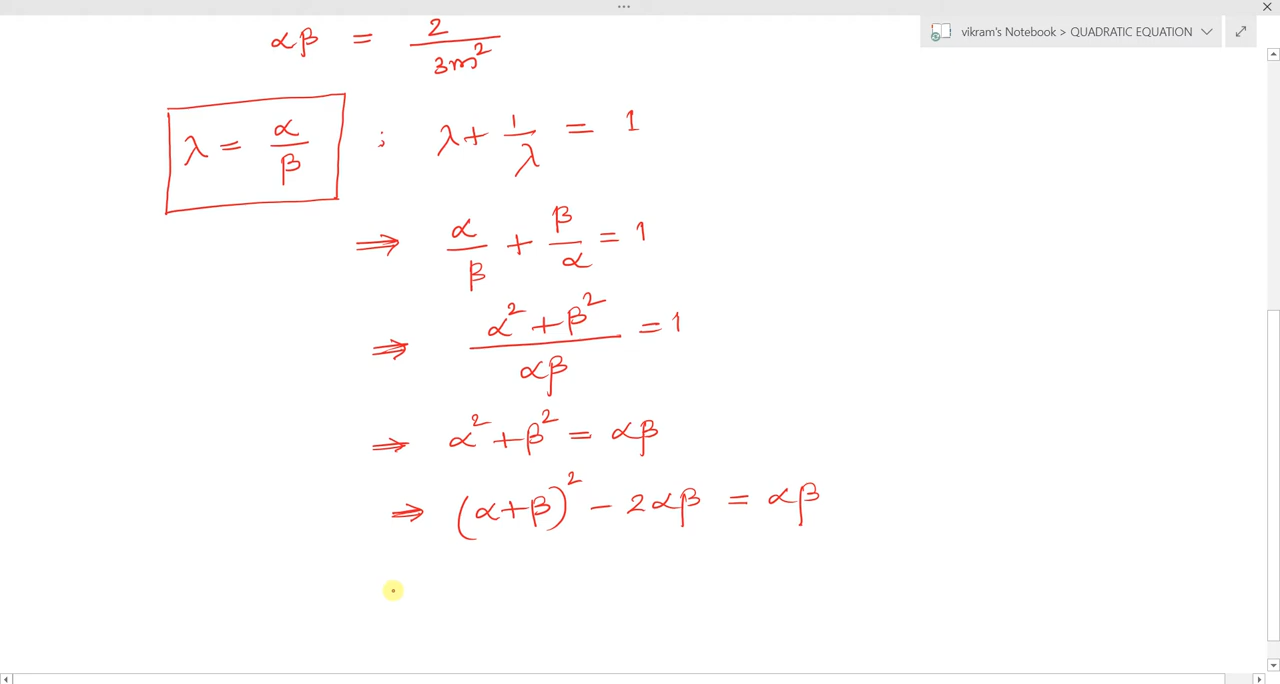 vikram's Notebook > QUADRATIC EQUATION
αβ = 2/3m²
λ = α/β ; λ + 1/λ = 1
⇒ α/β + β/α = 1
⇒ (α² + β²)/αβ = 1
⇒ α² + β² = αβ
⇒ (α + β)² − 2αβ = αβ